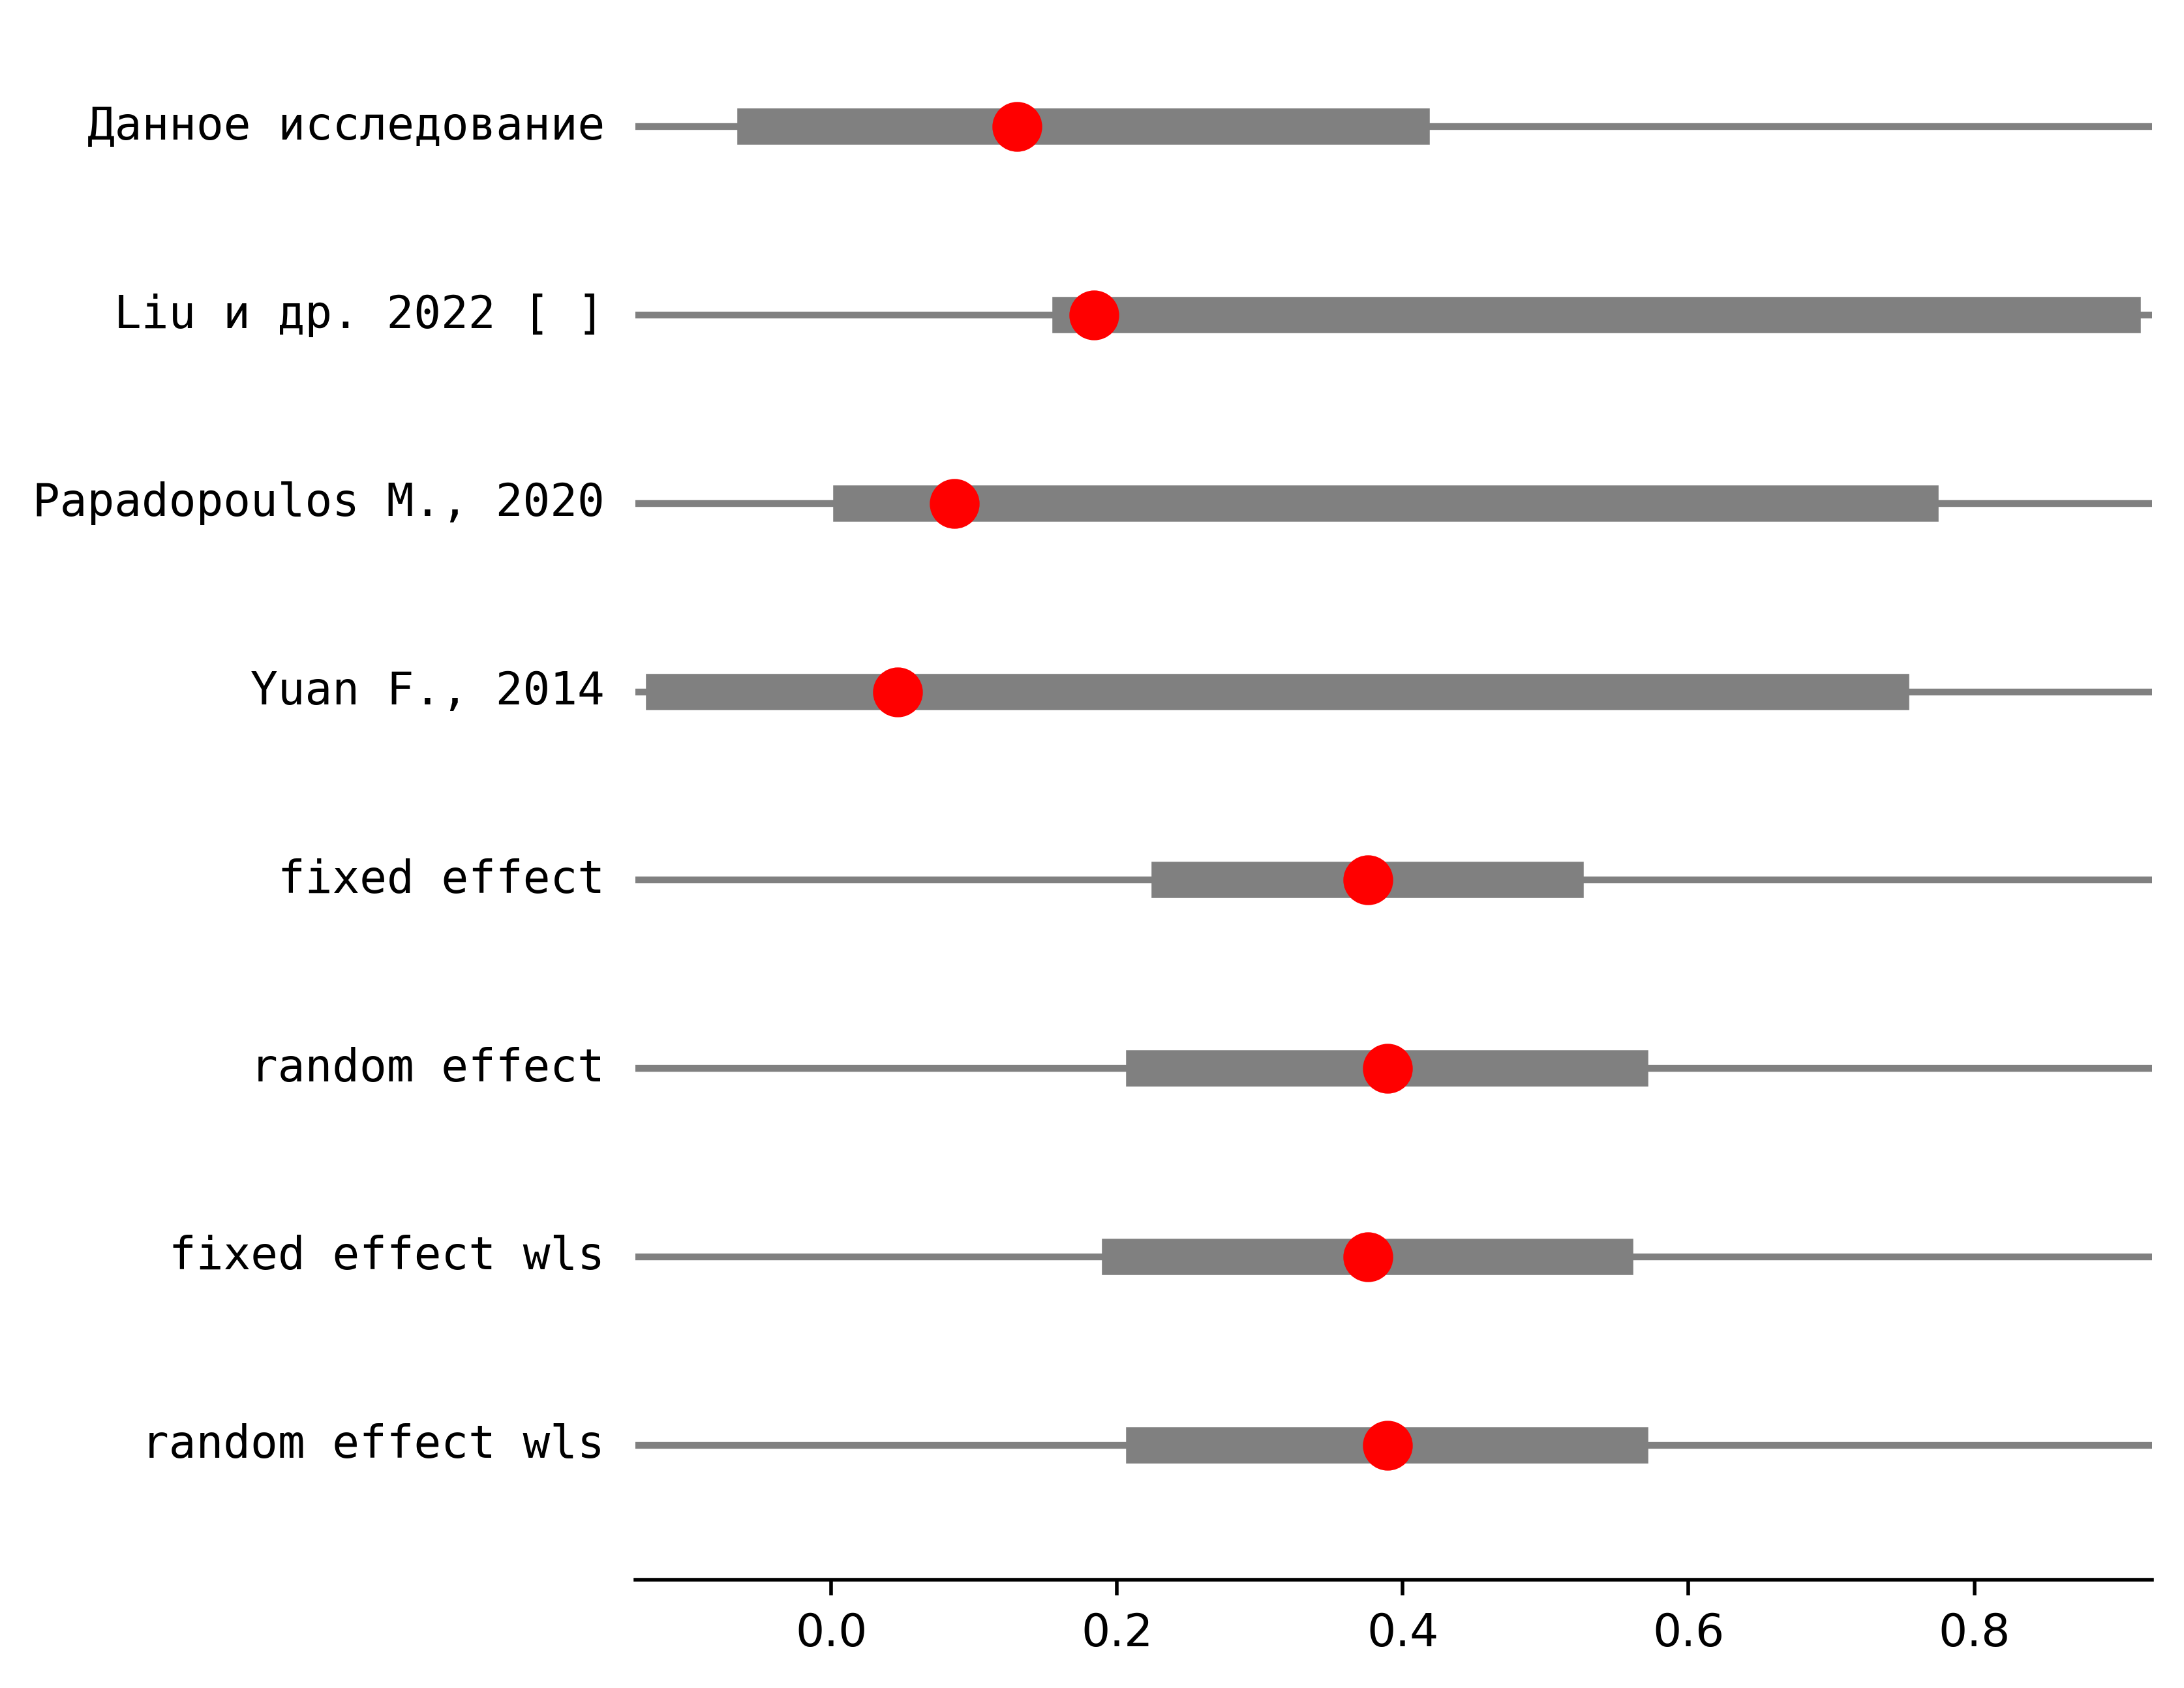 Данное исследование
Liu и др. 2022 [ ]
Papadopoulos M., 2020
Yuan F., 2014
fixed effect
random effect
fixed effect wls
random effect wls
0.0 0.2 0.4 0.6 0.8